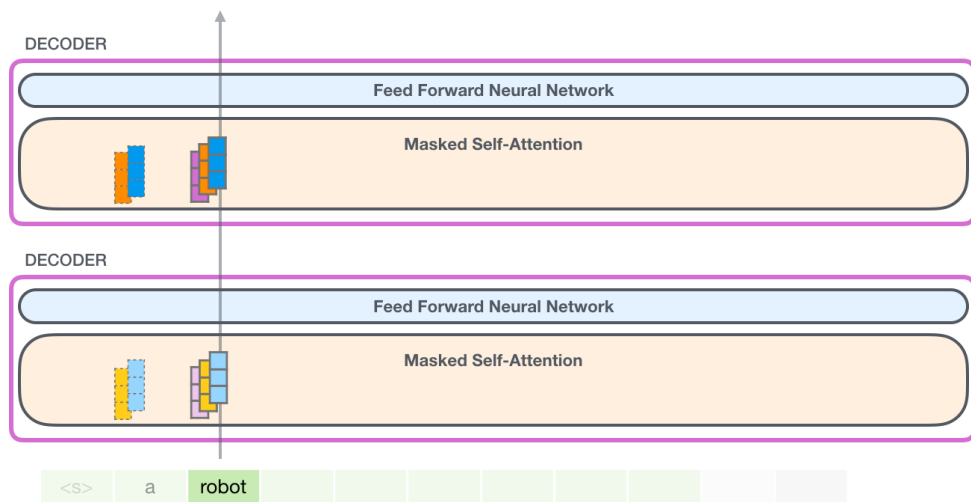 DECODER
Feed Forward Neural Network
Masked Self-Attention
DECODER
Feed Forward Neural Network
Masked Self-Attention
<s> a robot